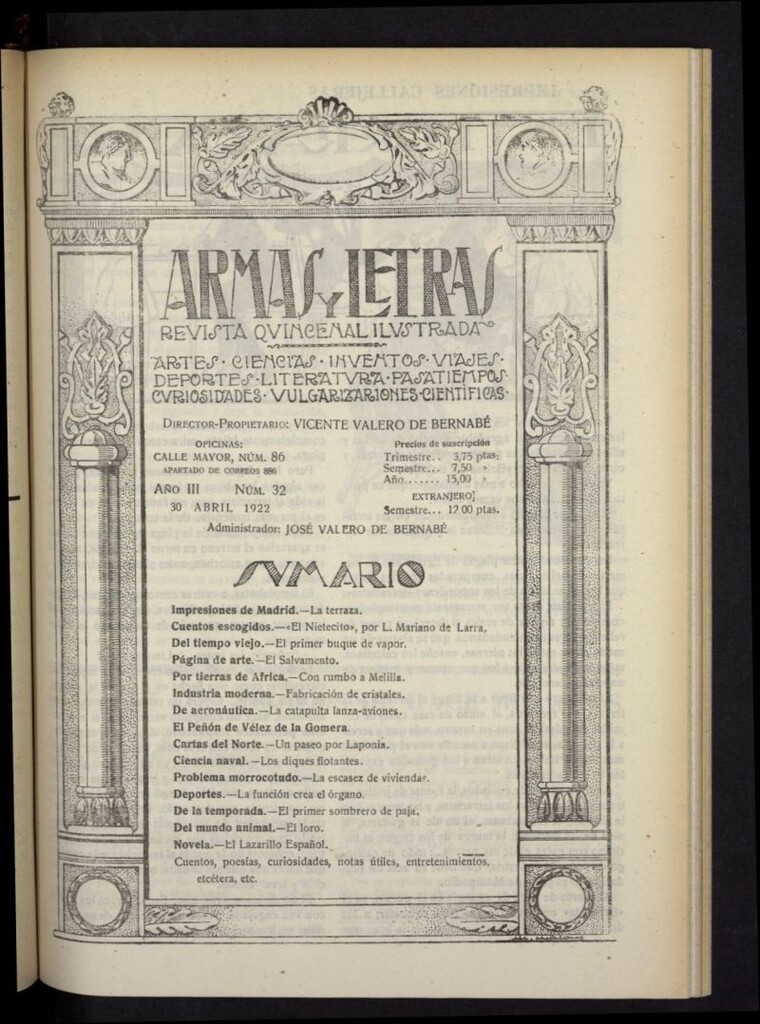 ARMAS Y LETRAS
REVISTA QVINCENAL ILVSTRADA
ARTES · CIENCIAS · INVENTOS · VIAJES ·
DEPORTES · LITERATVRA · PASATIEMPOS
CVRIOSIDADES · VULGARIZARIONES · CIENTÍFICAS ·
DIRECTOR-PROPIETARIO: VICENTE VALERO DE BERNABÉ
OFICINAS:
CALLE MAYOR, NÚM. 86
APARTADO DE CORREOS 886
AÑO III NÚM. 32
30 ABRIL 1922
Precios de suscripción
Trimestre.. 3,75 ptas;
Semestre... 7,50 »
Año....... 15,00 »
EXTRANJERO;
Semestre... 12 00 ptas.
Administrador: JOSÉ VALERO DE BERNABÉ
SVMARIO
Impresiones de Madrid.—La terraza.
Cuentos escogidos.—«El Nietecito», por L. Mariano de Larra.
Del tiempo viejo.—El primer buque de vapor.
Página de arte.—El Salvamento.
Por tierras de Africa.—Con rumbo a Melilla.
Industria moderna.—Fabricación de cristales.
De aeronáutica.—La catapulta lanza-aviones.
El Peñón de Vélez de la Gomera.
Cartas del Norte.—Un paseo por Laponia.
Ciencia naval.—Los diques flotantes.
Problema morrocotudo.—La escasez de viviendas.
Deportes.—La función crea el órgano.
De la temporada.—El primer sombrero de paja.
Del mundo animal.—El loro.
Novela.—El Lazarillo Español.
Cuentos, poesías, curiosidades, notas útiles, entretenimientos,
etcétera, etc.